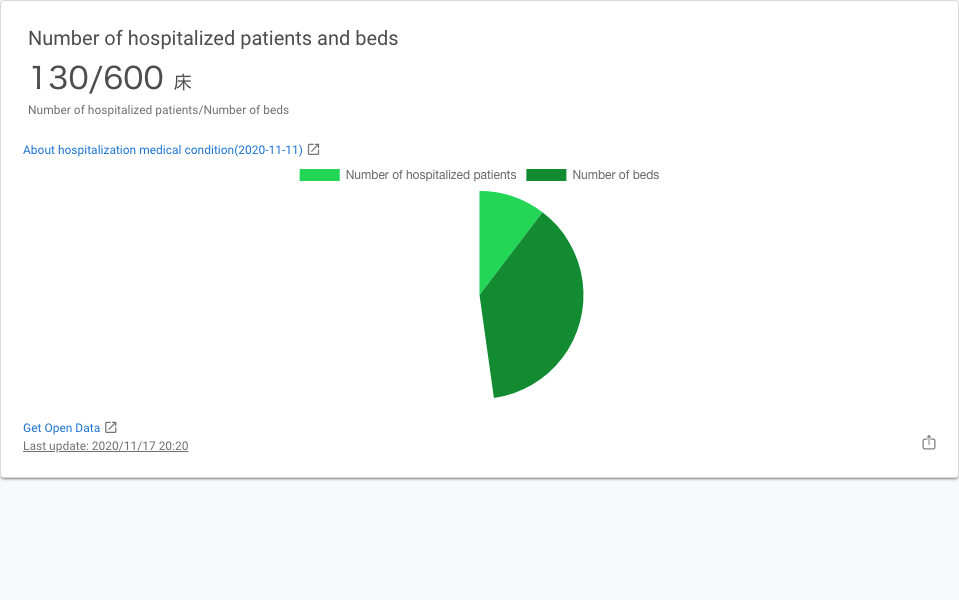 Number of hospitalized patients and beds
130/600 床
Number of hospitalized patients/Number of beds
About hospitalization medical condition(2020-11-11)
Number of hospitalized patients Number of beds
Get Open Data
Last update: 2020/11/17 20:20